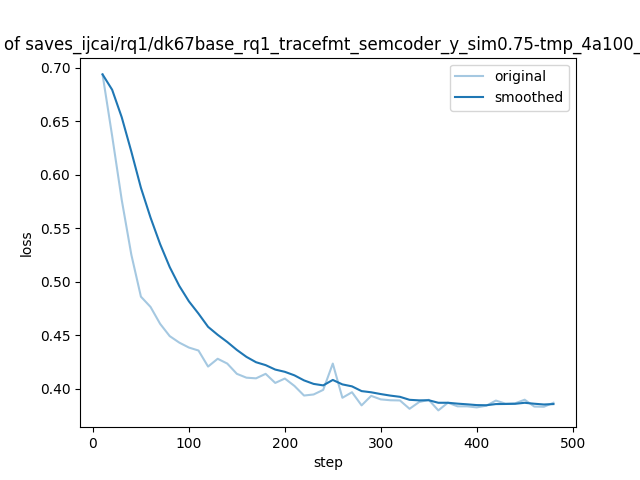 of saves_ijcai/rq1/dk67base_rq1_tracefmt_semcoder_y_sim0.75-tmp_4a100_
original
smoothed
0.70
0.65
0.60
0.55
0.50
0.45
0.40
loss
0 100 200 300 400 500
step